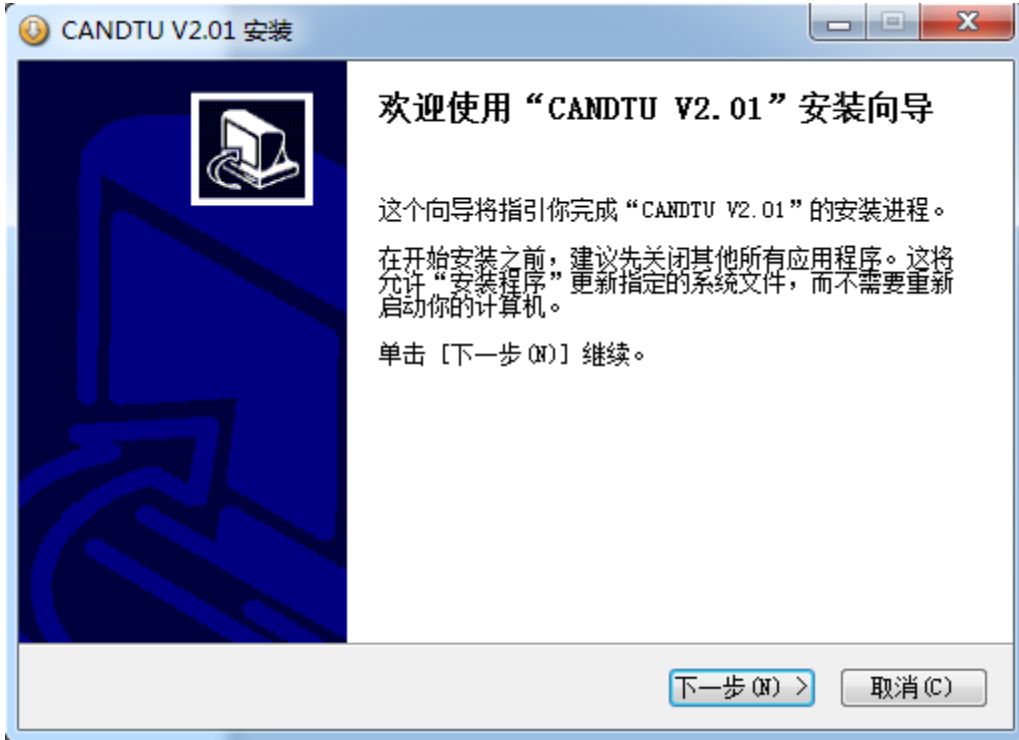 CANDTU V2.01 安装
欢迎使用“CANDTU V2.01”安装向导
这个向导将指引你完成“CANDTU V2.01”的安装进程。
在开始安装之前，建议先关闭其他所有应用程序。这将
允许“安装程序”更新指定的系统文件，而不需要重新
启动你的计算机。
单击 [下一步(N)] 继续。
下一步(N) >
取消(C)